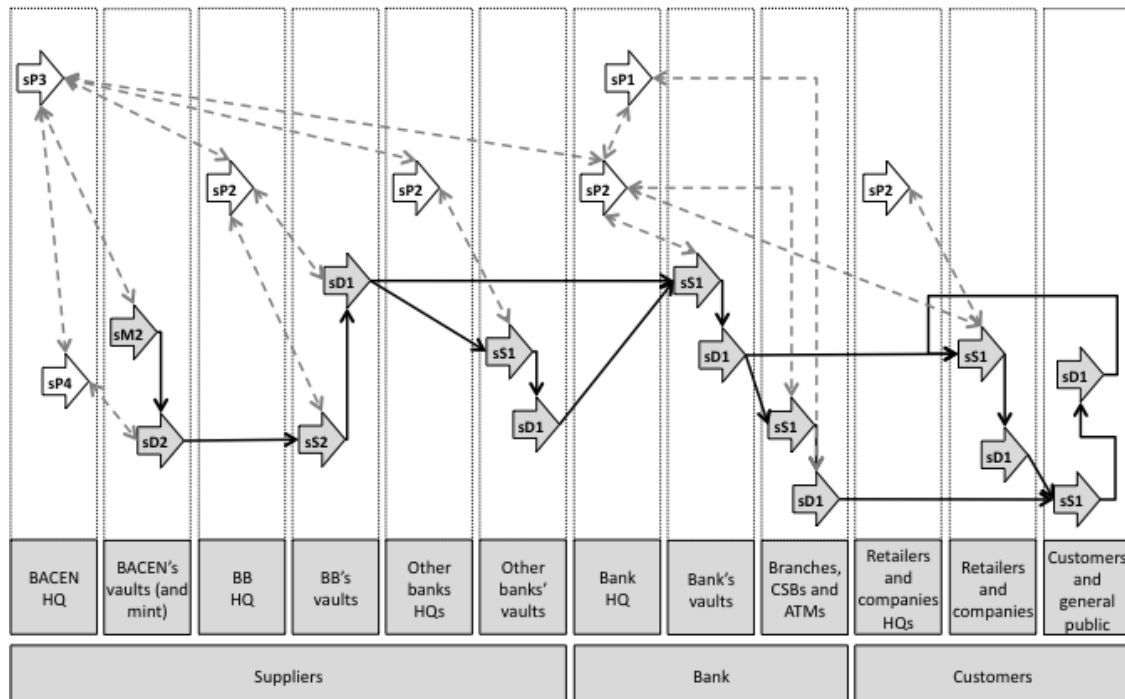 sP3
sP1
sP2
sP2
sP2
sP2
sD1
sS1
sM2
sS1
sD1
sS1
sP4
sD1
sD2
sS2
sD1
sS1
sD1
sD1
sS1
BACEN
HQ
BACEN's
vaults (and
mint)
BB
HQ
BB's
vaults
Other
banks
HQs
Other
banks'
vaults
Bank
HQ
Bank's
vaults
Branches,
CSBs and
ATMs
Retailers
and
companies
HQs
Retailers
and
companies
Customers
and
general
public
Suppliers
Bank
Customers